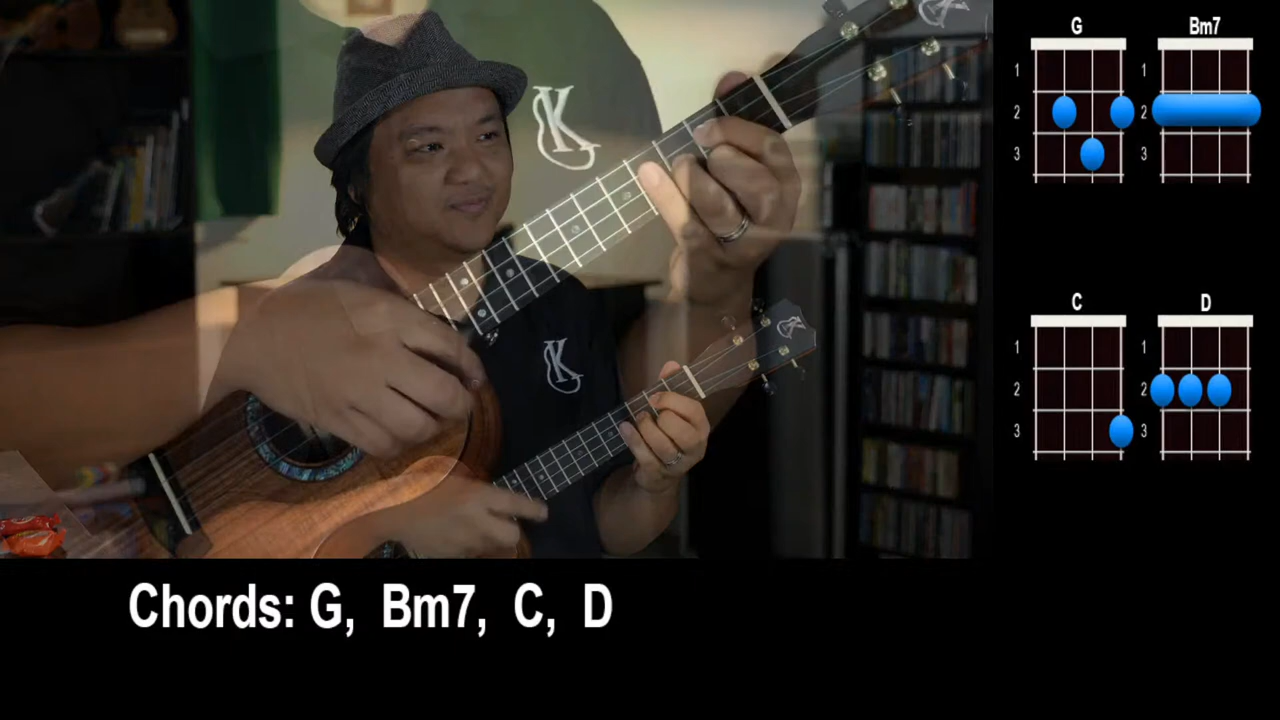 G Bm7
1 1
2 2
3 3
K
K
C D
1 1
2 2
3 3
Chords: G, Bm7, C, D